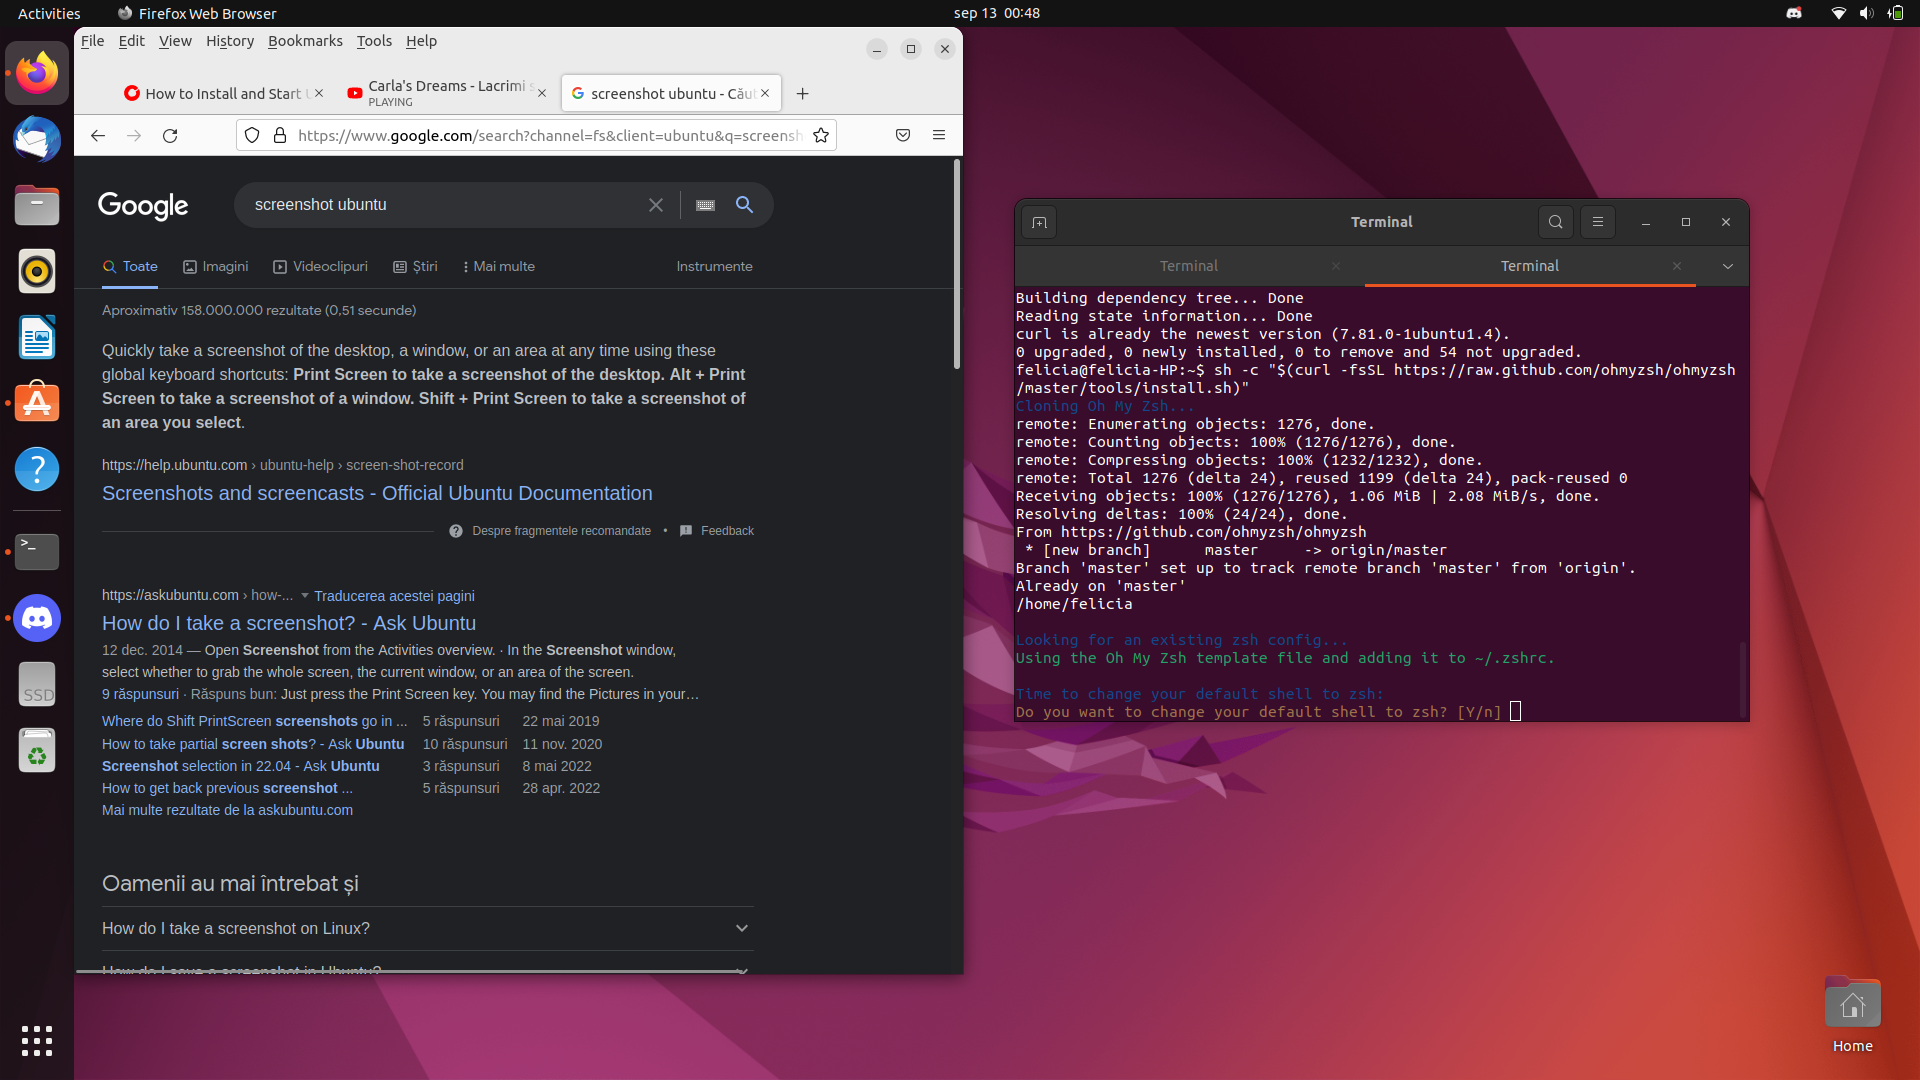 Activities
Firefox Web Browser
sep 13 00:48
File Edit View History Bookmarks Tools Help
How to Install and Start
Carla's Dreams - Lacrimi
PLAYING
screenshot ubuntu - Cău
https://www.google.com/search?channel=fs&client=ubuntu&q=screensh
Google
screenshot ubuntu
Toate Imagini Videoclipuri Știri Mai multe Instrumente
Aproximativ 158.000.000 rezultate (0,51 secunde)
Quickly take a screenshot of the desktop, a window, or an area at any time using these
global keyboard shortcuts: Print Screen to take a screenshot of the desktop. Alt + Print
Screen to take a screenshot of a window. Shift + Print Screen to take a screenshot of
an area you select.
https://help.ubuntu.com › ubuntu-help › screen-shot-record
Screenshots and screencasts - Official Ubuntu Documentation
Despre fragmentele recomandate • Feedback
https://askubuntu.com › how-... Traducerea acestei pagini
How do I take a screenshot? - Ask Ubuntu
12 dec. 2014 — Open Screenshot from the Activities overview. · In the Screenshot window,
select whether to grab the whole screen, the current window, or an area of the screen.
9 răspunsuri · Răspuns bun: Just press the Print Screen key. You may find the Pictures in your…
Where do Shift PrintScreen screenshots go in ... 5 răspunsuri 22 mai 2019
How to take partial screen shots? - Ask Ubuntu 10 răspunsuri 11 nov. 2020
Screenshot selection in 22.04 - Ask Ubuntu 3 răspunsuri 8 mai 2022
How to get back previous screenshot ... 5 răspunsuri 28 apr. 2022
Mai multe rezultate de la askubuntu.com
Oamenii au mai întrebat și
How do I take a screenshot on Linux?
How do I save a screenshot in Ubuntu?
SSD
Terminal
Terminal
Terminal
Building dependency tree... Done
Reading state information... Done
curl is already the newest version (7.81.0-1ubuntu1.4).
0 upgraded, 0 newly installed, 0 to remove and 54 not upgraded.
felicia@felicia-HP:~$ sh -c "$(curl -fsSL https://raw.github.com/ohmyzsh/ohmyzsh
/master/tools/install.sh)"
Cloning Oh My Zsh...
remote: Enumerating objects: 1276, done.
remote: Counting objects: 100% (1276/1276), done.
remote: Compressing objects: 100% (1232/1232), done.
remote: Total 1276 (delta 24), reused 1199 (delta 24), pack-reused 0
Receiving objects: 100% (1276/1276), 1.06 MiB | 2.08 MiB/s, done.
Resolving deltas: 100% (24/24), done.
From https://github.com/ohmyzsh/ohmyzsh
* [new branch] master -> origin/master
Branch 'master' set up to track remote branch 'master' from 'origin'.
Already on 'master'
/home/felicia
Looking for an existing zsh config...
Using the Oh My Zsh template file and adding it to ~/.zshrc.
Time to change your default shell to zsh:
Do you want to change your default shell to zsh? [Y/n]
Home